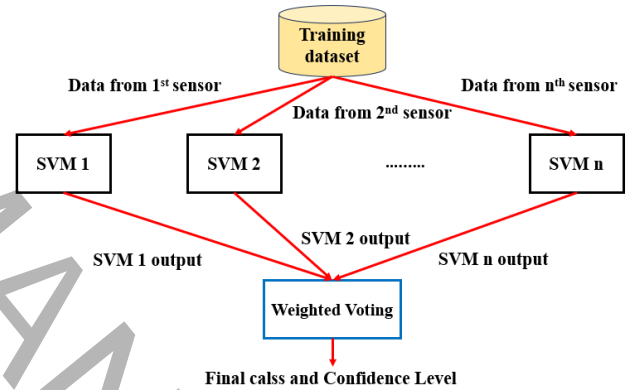 Training
dataset
Data from 1st sensor
Data from 2nd sensor
Data from nth sensor
SVM 1
SVM 2
.........
SVM n
SVM 1 output
SVM 2 output
SVM n output
Weighted Voting
Final calss and Confidence Level